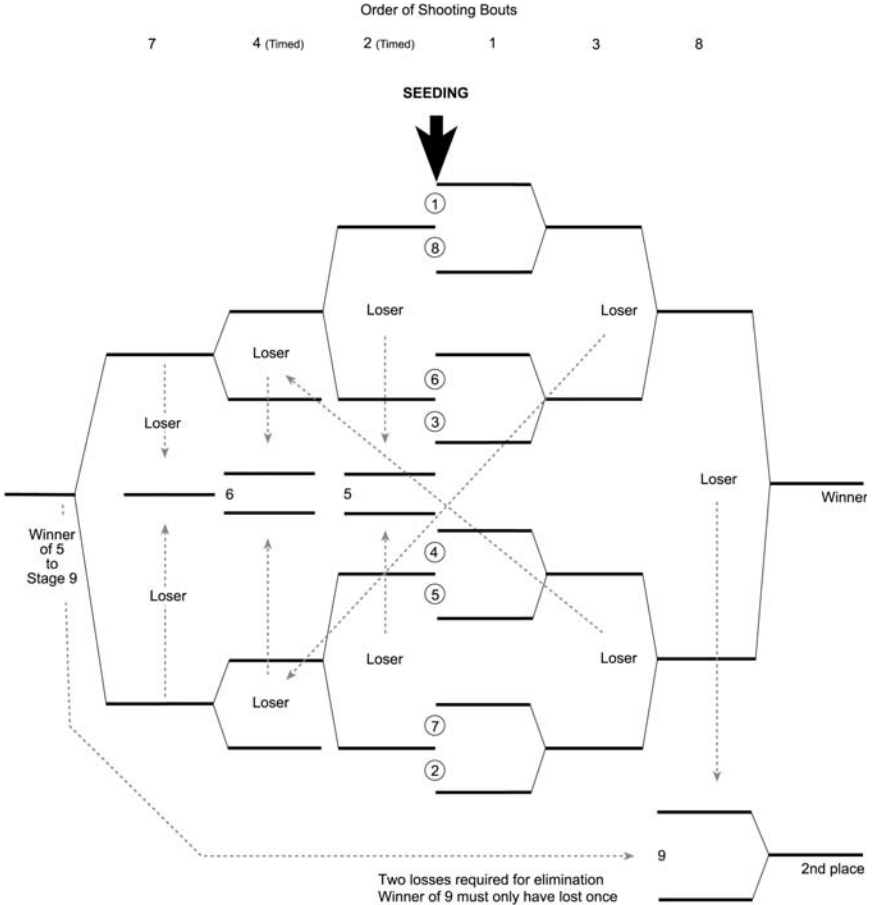 Order of Shooting Bouts
7 4 (Timed) 2 (Timed) 1 3 8
SEEDING
1
8
Loser Loser
Loser
6
Loser
3
Loser
6 5
Winner
Winner
of 5
to
Stage 9
4
5
Loser
Loser Loser
Loser
7
2
9
2nd place
Two losses required for elimination
Winner of 9 must only have lost once